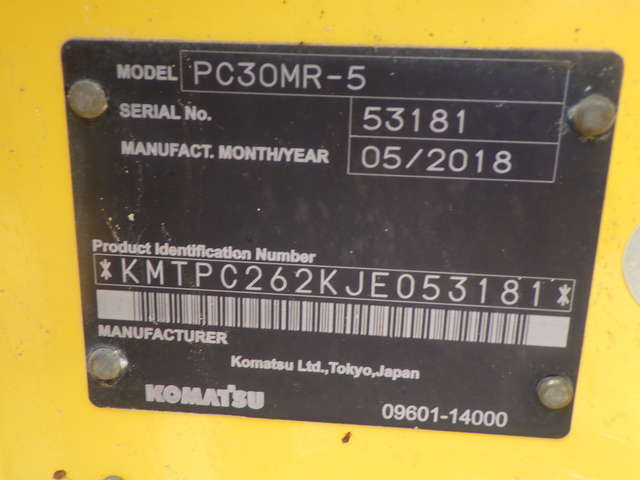 MODEL PC30MR-5
SERIAL No. 53181
MANUFACT. MONTH/YEAR 05/2018
Product Identification Number
*KMTPC262KJE053181*
MANUFACTURER
Komatsu Ltd.,Tokyo,Japan
KOMATSU
09601-14000